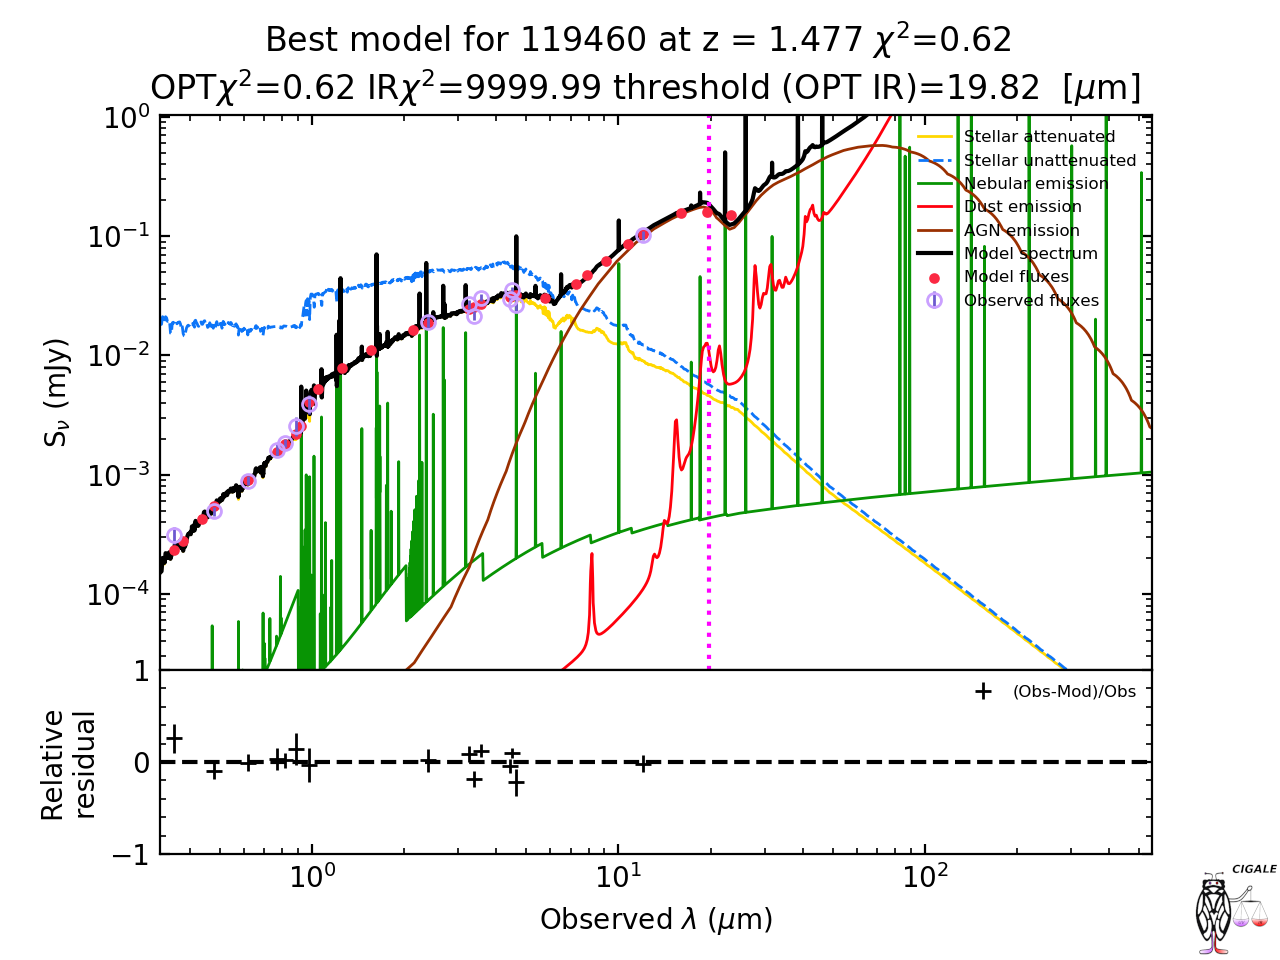 Best model for 119460 at z = 1.477 χ²=0.62
OPTχ²=0.62 IRχ²=9999.99 threshold (OPT IR)=19.82 [μm]
10⁰
10⁻¹
10⁻²
10⁻³
10⁻⁴
Sν (mJy)
Stellar attenuated
Stellar unattenuated
Nebular emission
Dust emission
AGN emission
Model spectrum
Model fluxes
Observed fluxes
1
0
−1
Relative
residual
(Obs-Mod)/Obs
10⁰
10¹
10²
Observed λ (μm)
CIGALE